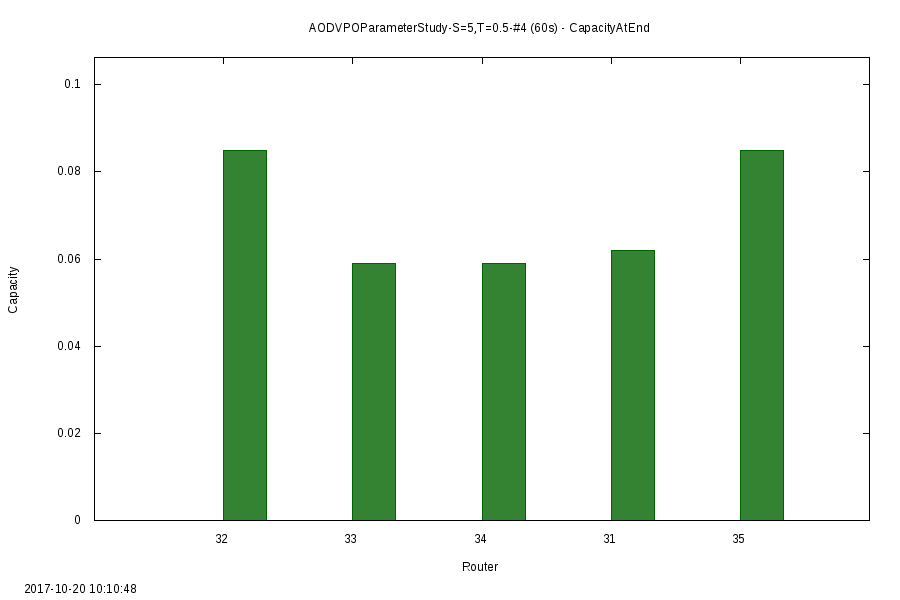 AODVPOParameterStudy-S=5,T=0.5-#4 (60s) - CapacityAtEnd
0.1
0.08
0.06
0.04
0.02
0
Capacity
32 33 34 31 35
Router
2017-10-20 10:10:48